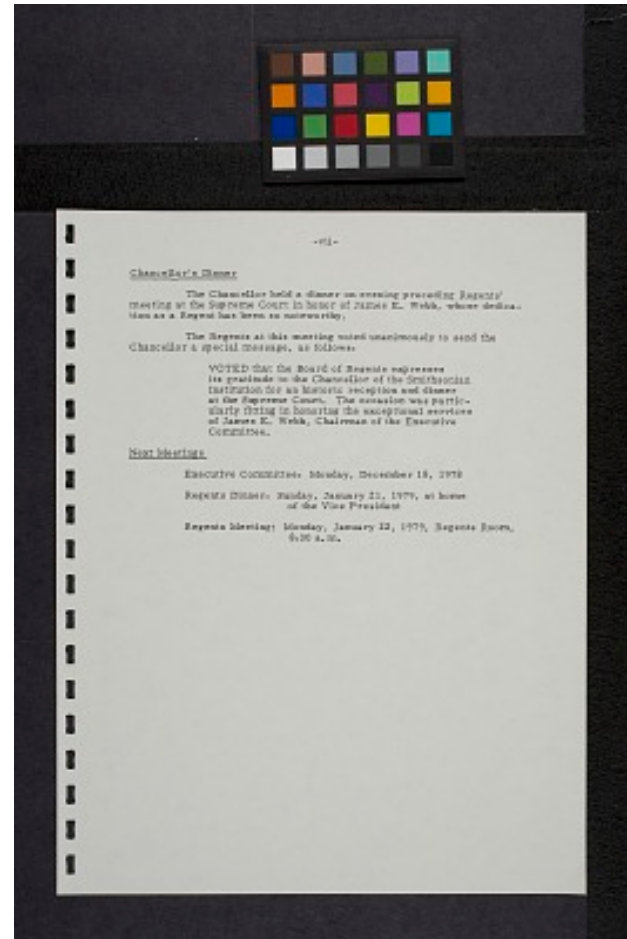 -vii-
Chancellor's Dinner
The Chancellor held a dinner on evening preceding Regents'
meeting at the Supreme Court in honor of James E. Webb, whose dedica-
tion as a Regent has been so noteworthy.
The Regents at this meeting voted unanimously to send the
Chancellor a special message, as follows:
VOTED that the Board of Regents expresses
its gratitude to the Chancellor of the Smithsonian
Institution for an historic reception and dinner
at the Supreme Court. The occasion was partic-
ularly fitting in honoring the exceptional services
of James E. Webb, Chairman of the Executive
Committee.
Next Meetings
Executive Committee: Monday, December 18, 1978
Regents Dinner: Sunday, January 21, 1979, at home
of the Vice President
Regents Meeting: Monday, January 22, 1979, Regents Room,
a.m.